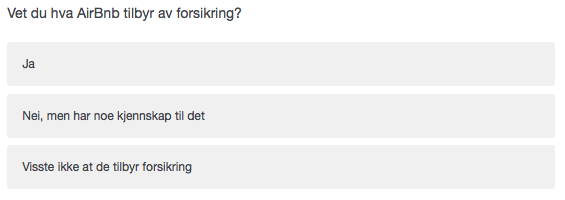 Vet du hva AirBnb tilbyr av forsikring?
Ja
Nei, men har noe kjennskap til det
Visste ikke at de tilbyr forsikring